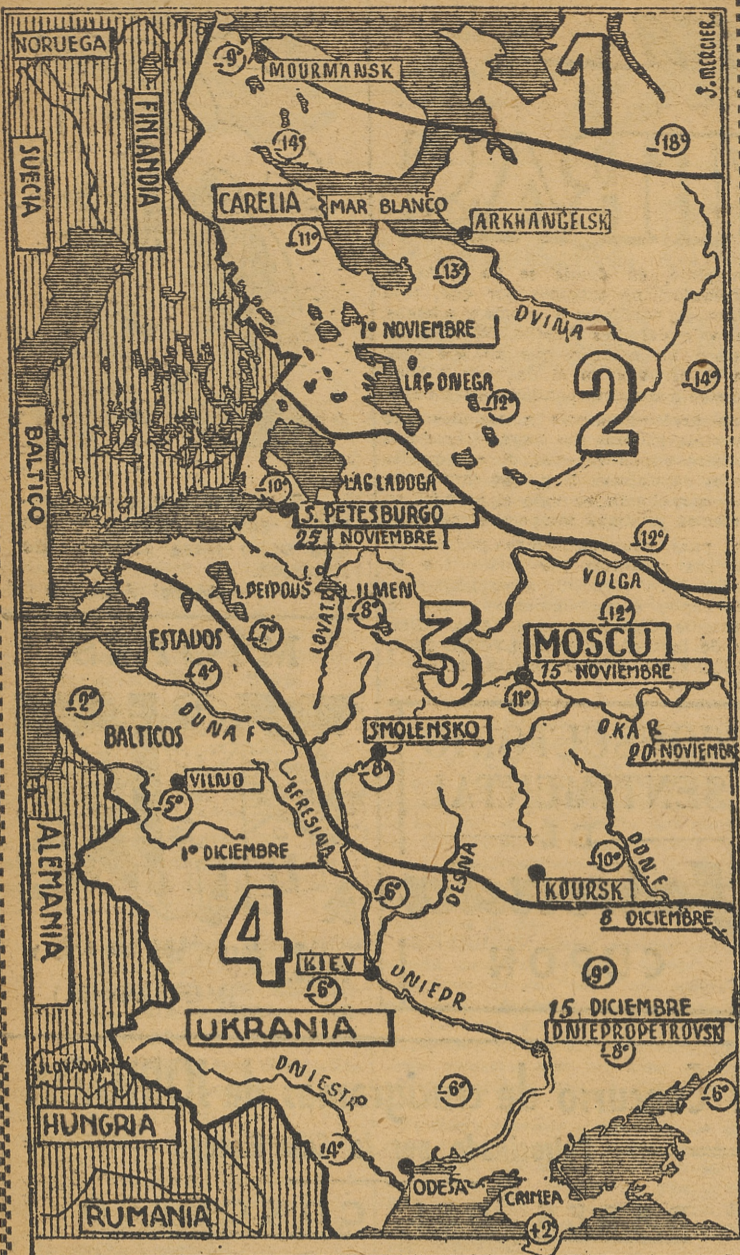 NORUEGA
-9°
MOURMANSK
1
J. MERCIER.
SUECIA
FINLANDIA
-14°
-18°
CARELIA
MAR BLANCO
ARKHANGELSK
-11°
-13°
DVINA
1º NOVIEMBRE
LAG ONEGA
-12°
2
-14°
BALTICO
-10°
LAG LADOGA
S. PETESBURGO
25 NOVIEMBRE
-12°
VOLGA
L. PEIPOUS
L. ILMEN
LOVAT
-8°
-12°
ESTADOS
-7°
3
MOSCU
15 NOVIEMBRE
-4°
-11°
-2°
DUNA F
BALTICOS
SMOLENSKO
OKA R
20 NOVIEMBRE
-8°
VILNO
-5°
BERESINA
ALEMANIA
1º DICIEMBRE
DESNA
-10°
DON F
-6°
KOURSK
8 DICIEMBRE
4
KIEV
-6°
DNIEPR
-9°
UKRANIA
15 DICIEMBRE
DNIEPROPETROVSK
-8°
SLOVAQUIA
DNIESTR
-6°
-6°
HUNGRIA
-4°
ODESA
CRIMEA
RUMANIA
+2°